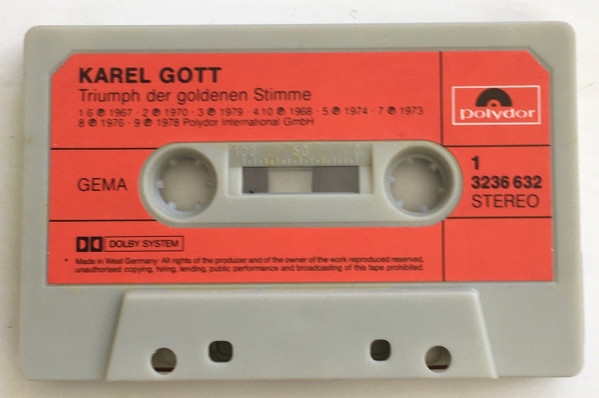 KAREL GOTT
Triumph der goldenen Stimme
1 6 ℗ 1967 · 2 ℗ 1970 · 3 ℗ 1979 · 4 10 ℗ 1968 · 5 ℗ 1974 · 7 ℗ 1973
8 ℗ 1976 · 9 ℗ 1978 Polydor International GmbH
polydor
100 50 0
GEMA
1
3236 632
STEREO
DOLBY SYSTEM
* Made in West Germany · All rights of the producer and of the owner of the work reproduced reserved,
unauthorised copying, hiring, lending, public performance and broadcasting of this tape prohibited.